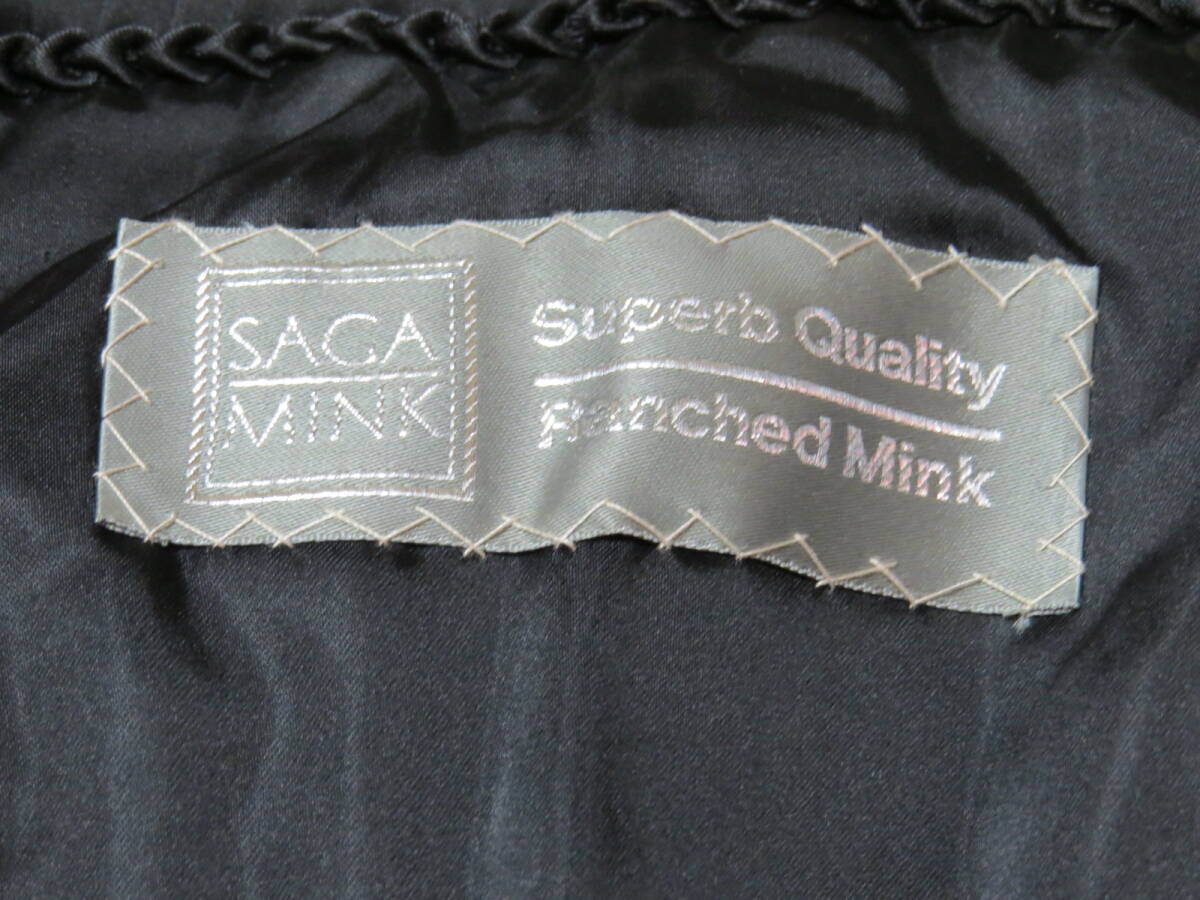 SAGA
MINK
Superb Quality
Ranched Mink